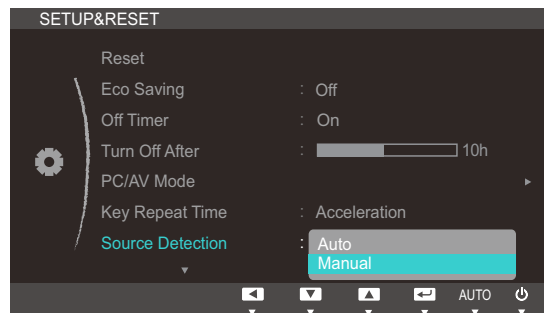 SETUP&RESET
Reset
Eco Saving : Off
Off Timer : On
Turn Off After : 10h
PC/AV Mode
Key Repeat Time : Acceleration
Source Detection : Auto
Manual
AUTO